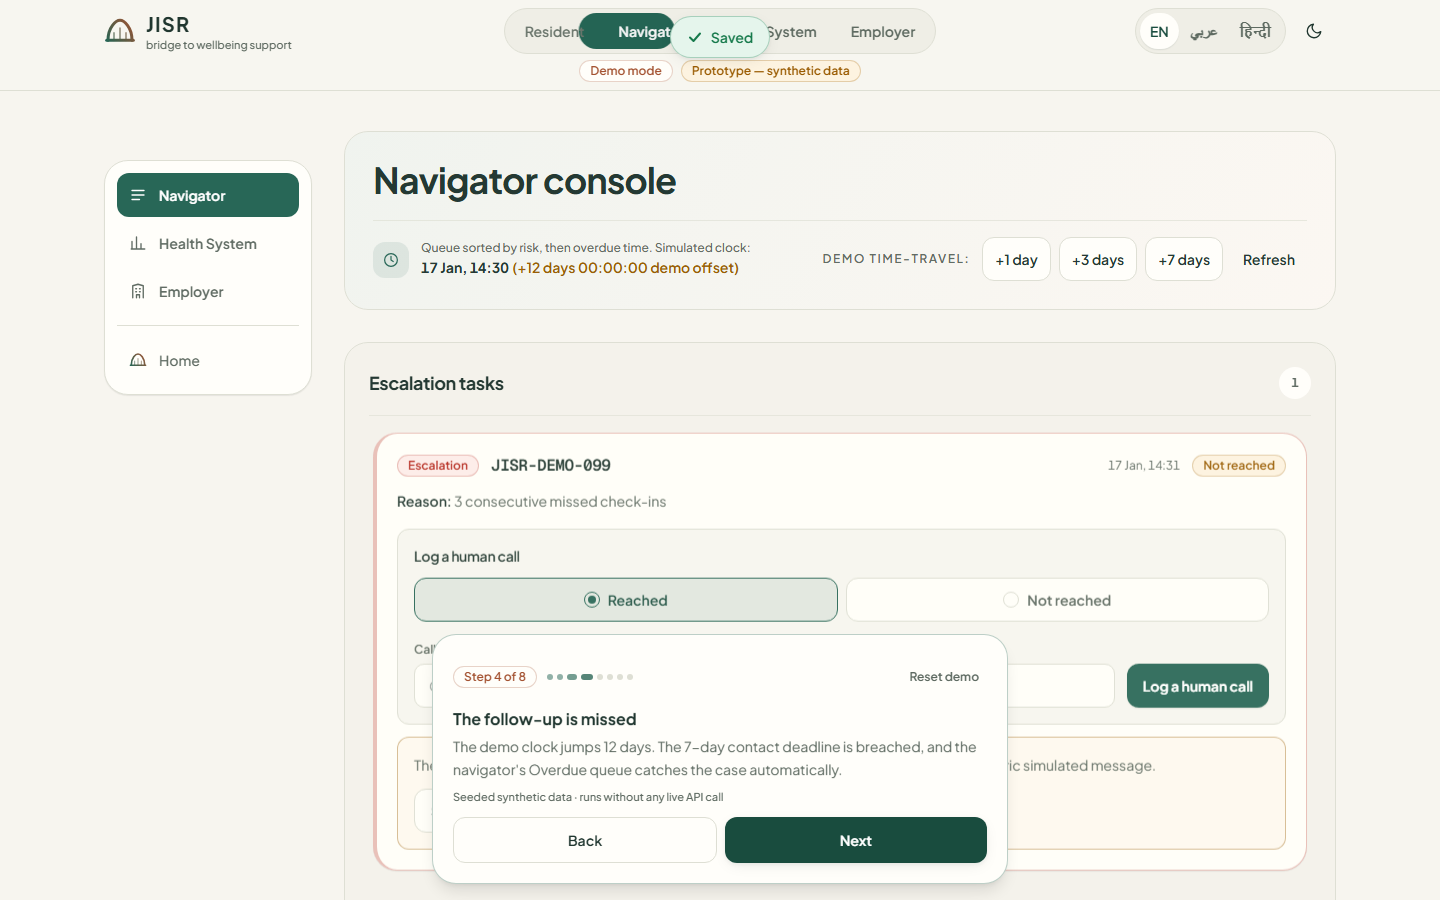 JISR
bridge to wellbeing support
Resident
Navigat
Saved
System
Employer
EN
عربي
हिन्दी
Demo mode
Prototype — synthetic data
Navigator
Health System
Employer
Home
Navigator console
Queue sorted by risk, then overdue time. Simulated clock:
17 Jan, 14:30 (+12 days 00:00:00 demo offset)
DEMO TIME-TRAVEL:
+1 day
+3 days
+7 days
Refresh
Escalation tasks
1
Escalation
JISR-DEMO-099
17 Jan, 14:31
Not reached
Reason: 3 consecutive missed check-ins
Log a human call
Reached
Not reached
Call
Log a human call
Step 4 of 8
Reset demo
The follow-up is missed
The demo clock jumps 12 days. The 7-day contact deadline is breached, and the
navigator's Overdue queue catches the case automatically.
Seeded synthetic data · runs without any live API call
Back
Next
The
ric simulated message.